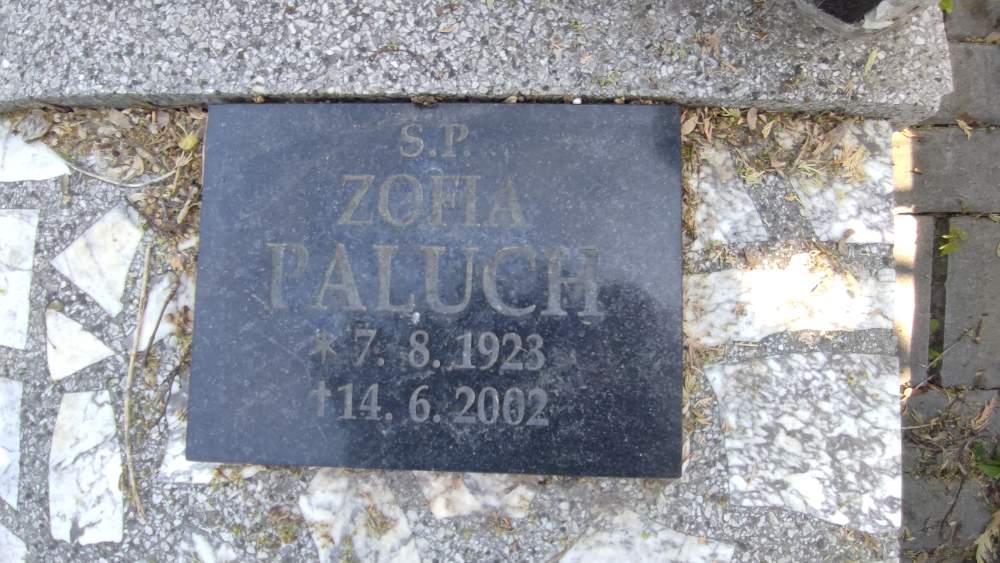 S.P.
ZOFIA
PALUCH
* 7. 8. 1923
†14. 6. 2002